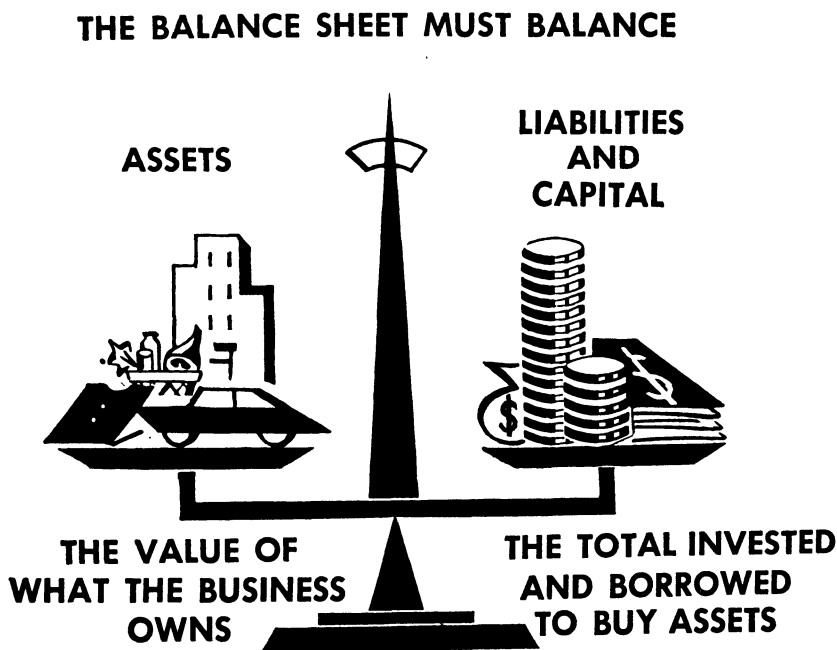 THE BALANCE SHEET MUST BALANCE
ASSETS
LIABILITIES
AND
CAPITAL
$
$
THE VALUE OF
WHAT THE BUSINESS
OWNS
THE TOTAL INVESTED
AND BORROWED
TO BUY ASSETS